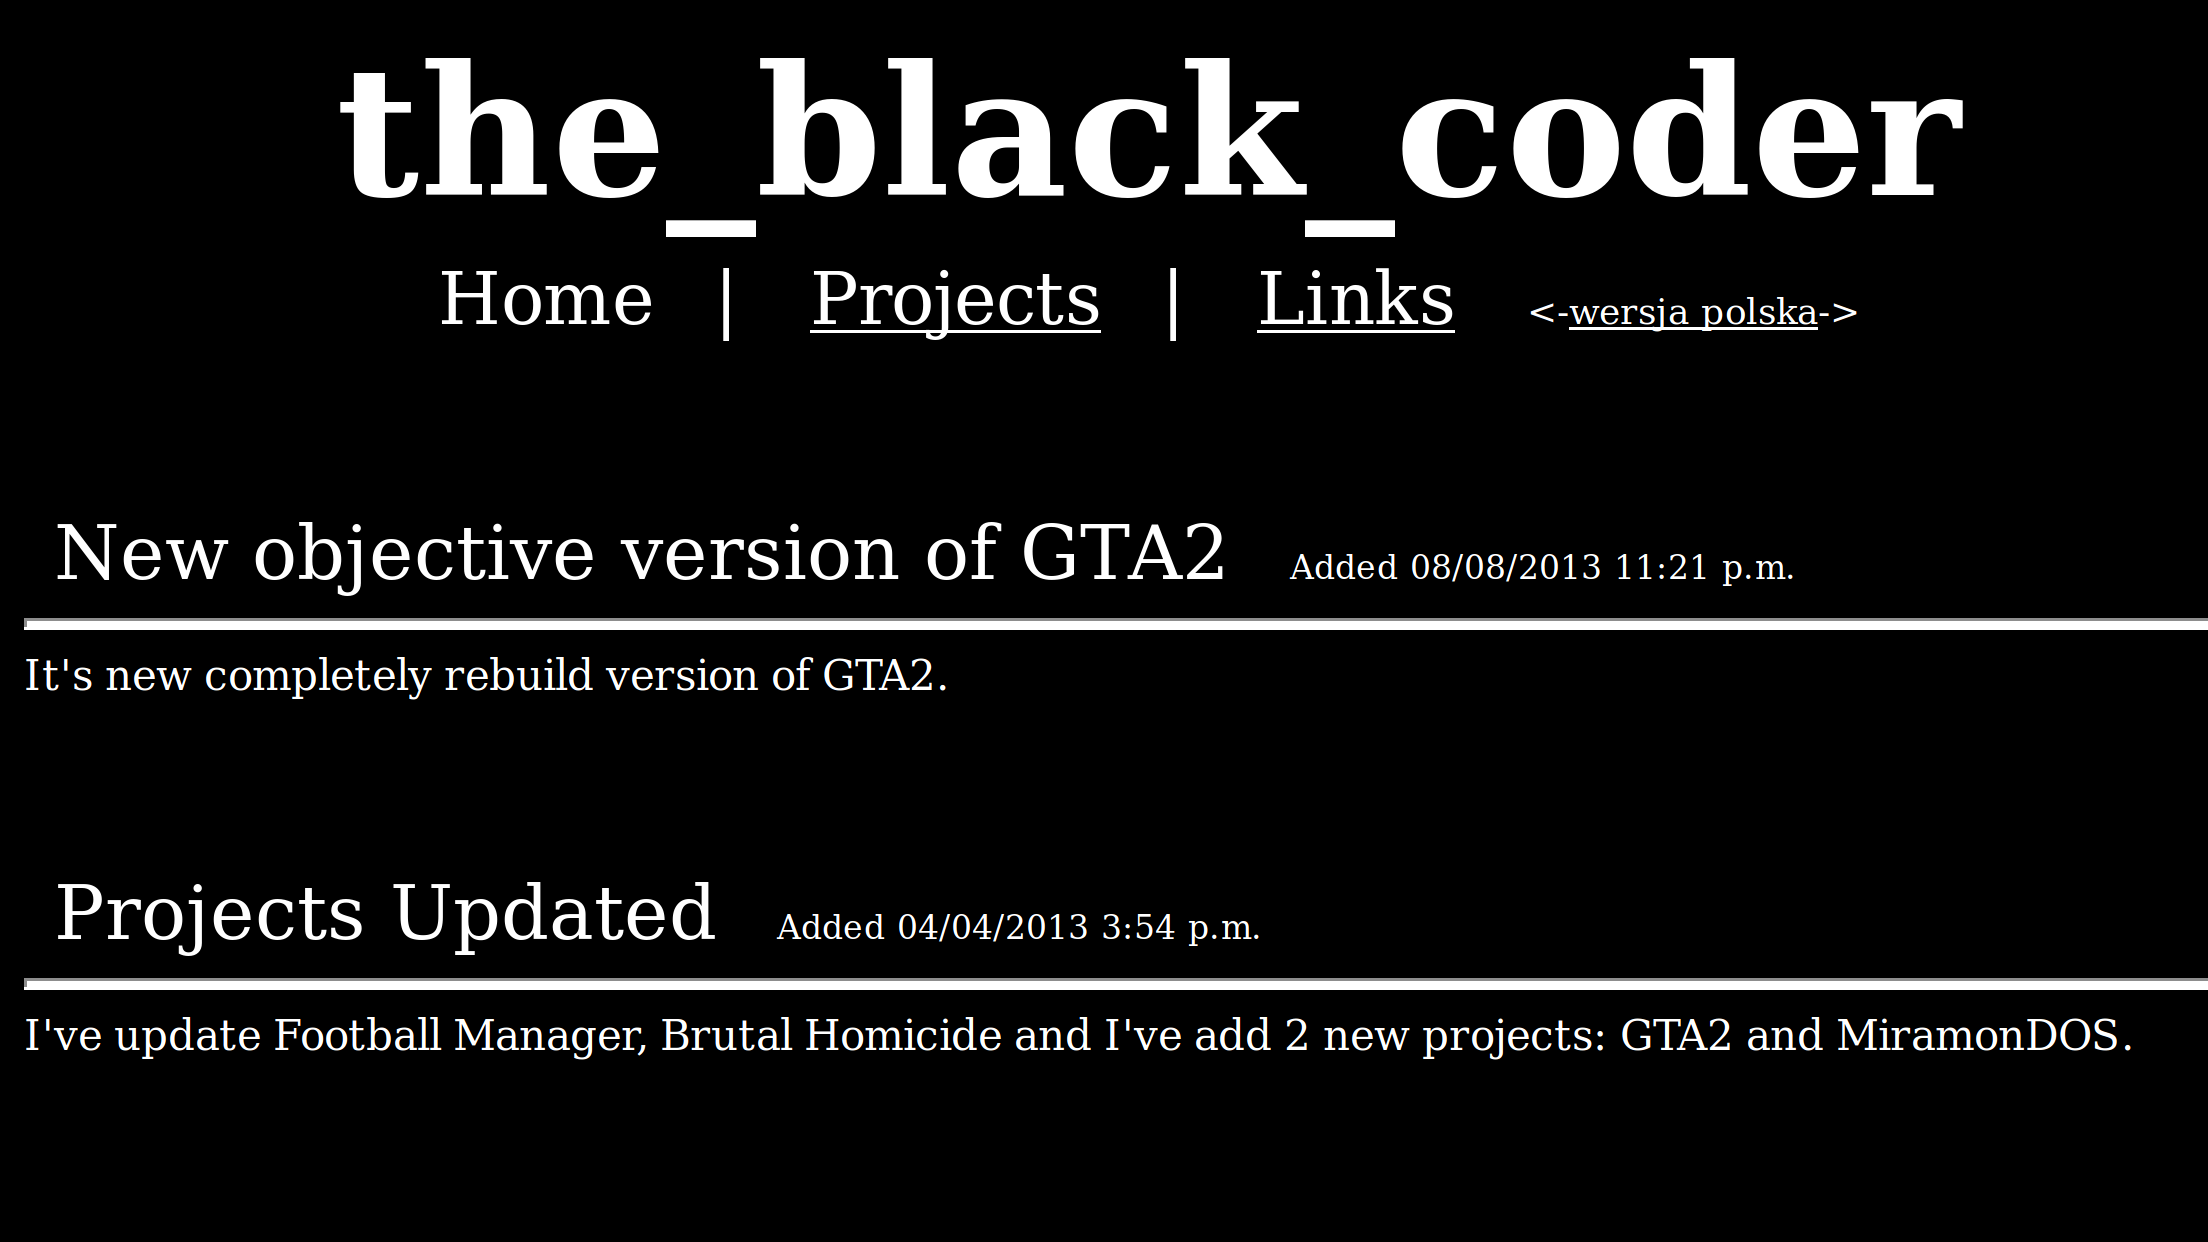 the_black_coder
Home | Projects | Links <-wersja polska->
New objective version of GTA2 Added 08/08/2013 11:21 p.m.
It's new completely rebuild version of GTA2.
Projects Updated Added 04/04/2013 3:54 p.m.
I've update Football Manager, Brutal Homicide and I've add 2 new projects: GTA2 and MiramonDOS.